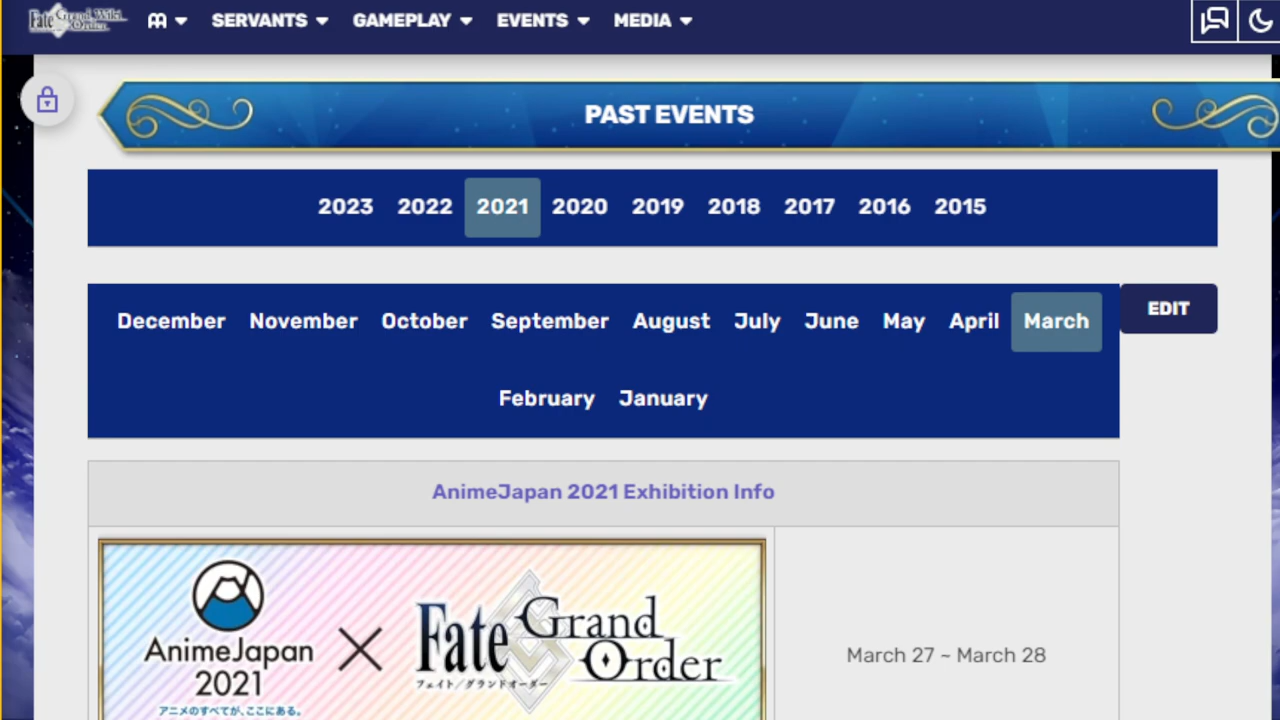 Fate Grand Order Wiki
SERVANTS GAMEPLAY EVENTS MEDIA
PAST EVENTS
2023 2022 2021 2020 2019 2018 2017 2016 2015
December November October September August July June May April March
February January
EDIT
AnimeJapan 2021 Exhibition Info
AnimeJapan
2021
アニメのすべてが、ここにある。
×
Fate Grand Order
フェイト/グランドオーダー
March 27 ~ March 28